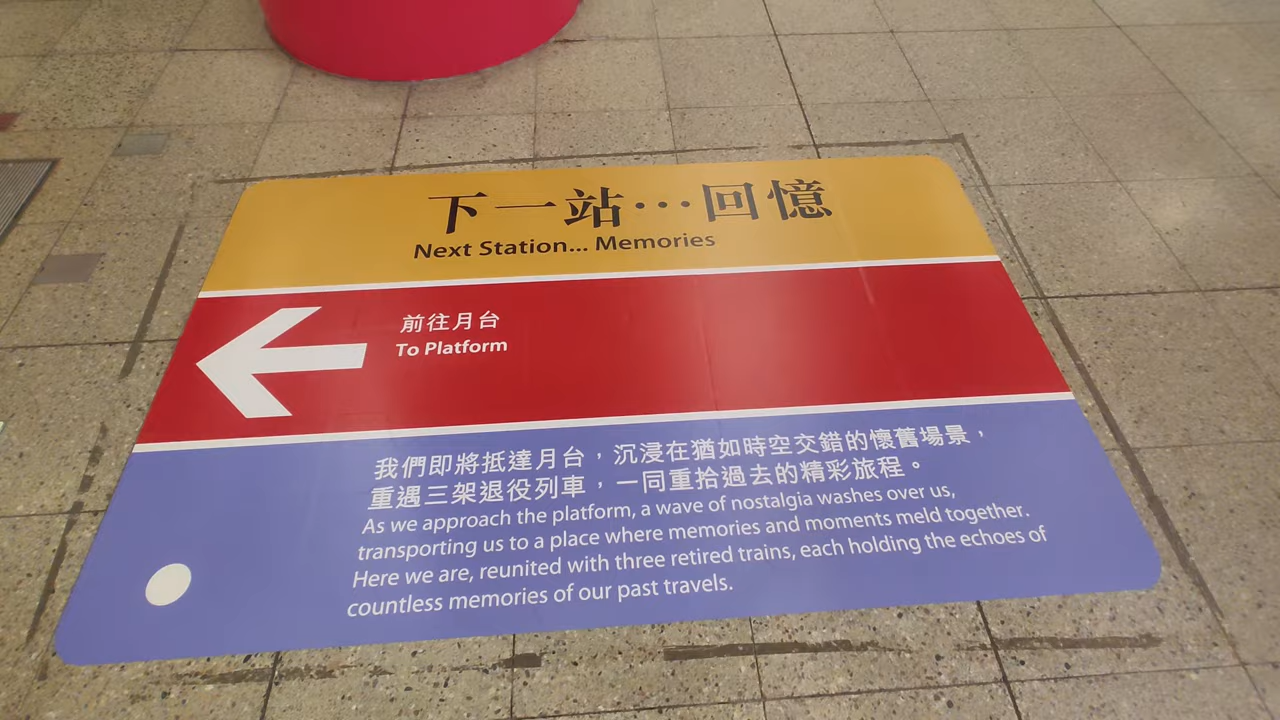 下一站…回憶
Next Station... Memories
前往月台
To Platform
我們即將抵達月台，沉浸在猶如時空交錯的懷舊場景，
重遇三架退役列車，一同重拾過去的精彩旅程。
As we approach the platform, a wave of nostalgia washes over us,
transporting us to a place where memories and moments meld together.
Here we are, reunited with three retired trains, each holding the echoes of
countless memories of our past travels.